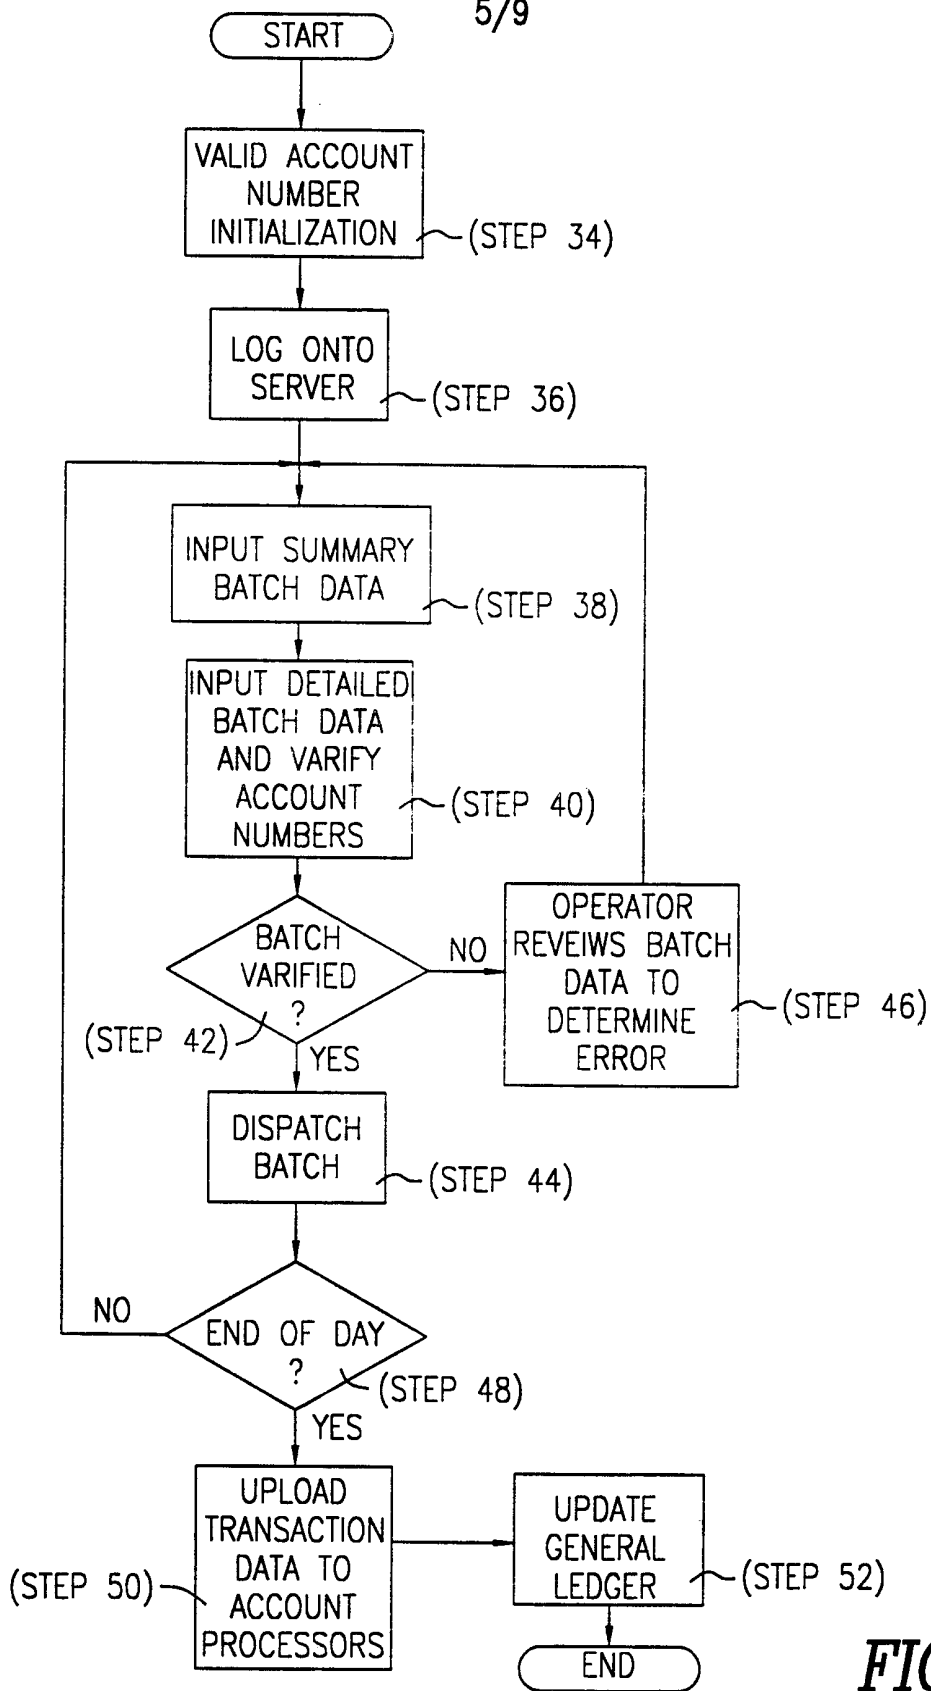 5/9
START
VALID ACCOUNT
NUMBER
INITIALIZATION
(STEP 34)
LOG ONTO
SERVER
(STEP 36)
INPUT SUMMARY
BATCH DATA
(STEP 38)
INPUT DETAILED
BATCH DATA
AND VARIFY
ACCOUNT
NUMBERS
(STEP 40)
BATCH
VARIFIED
?
(STEP 42)
NO
OPERATOR
REVEIWS BATCH
DATA TO
DETERMINE
ERROR
(STEP 46)
YES
DISPATCH
BATCH
(STEP 44)
NO
END OF DAY
?
(STEP 48)
YES
UPLOAD
TRANSACTION
DATA TO
ACCOUNT
PROCESSORS
(STEP 50)
UPDATE
GENERAL
LEDGER
(STEP 52)
END
FIG